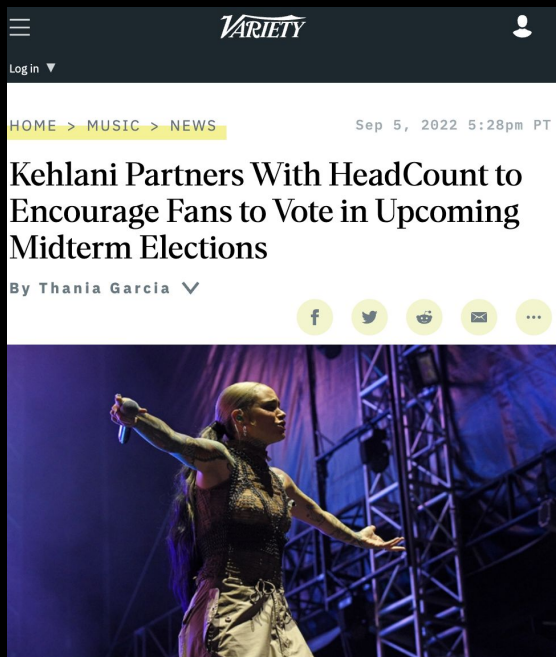 VARIETY
Log in ▼
HOME > MUSIC > NEWS
Sep 5, 2022 5:28pm PT
Kehlani Partners With HeadCount to
Encourage Fans to Vote in Upcoming
Midterm Elections
By Thania Garcia